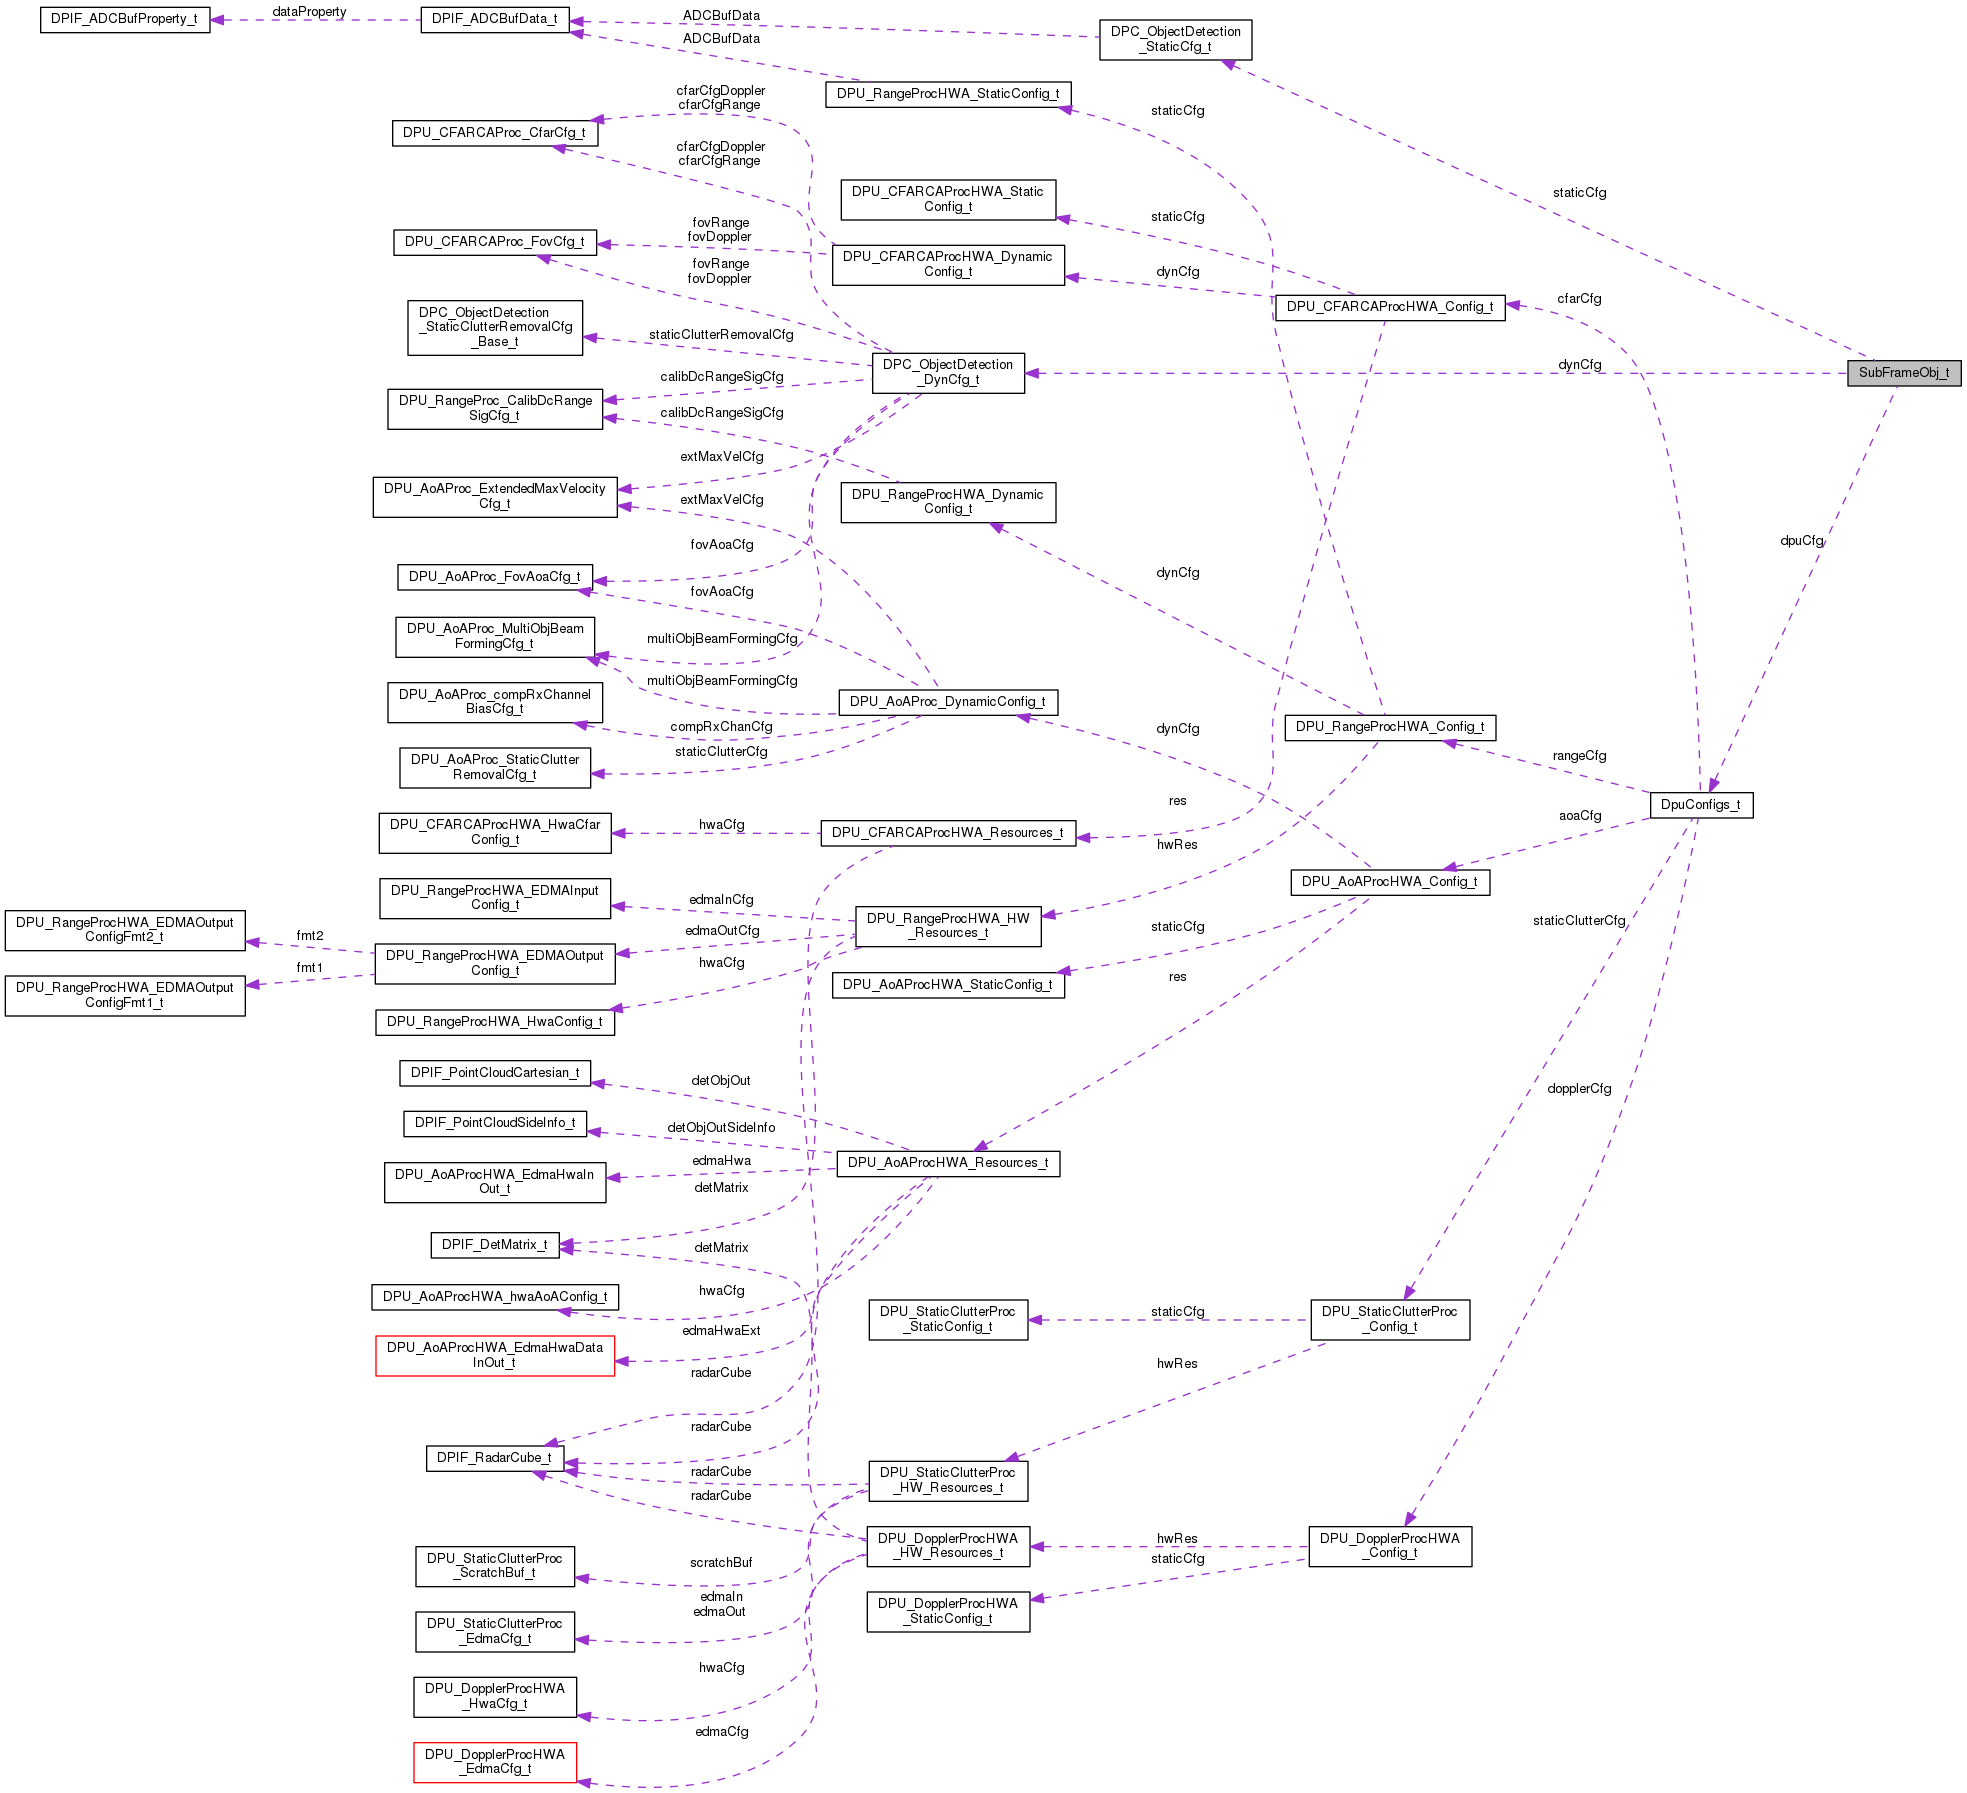 DPIF_ADCBufProperty_t
dataProperty
DPIF_ADCBufData_t
ADCBufData
ADCBufData
DPC_ObjectDetection
_StaticCfg_t
DPU_RangeProcHWA_StaticConfig_t
cfarCfgDoppler
cfarCfgRange
staticCfg
DPU_CFARCAProc_CfarCfg_t
cfarCfgDoppler
cfarCfgRange
DPU_CFARCAProcHWA_Static
Config_t
staticCfg
staticCfg
fovRange
fovDoppler
DPU_CFARCAProc_FovCfg_t
DPU_CFARCAProcHWA_Dynamic
Config_t
dynCfg
fovRange
fovDoppler
DPU_CFARCAProcHWA_Config_t
cfarCfg
DPC_ObjectDetection
_StaticClutterRemovalCfg
_Base_t
staticClutterRemovalCfg
DPC_ObjectDetection
_DynCfg_t
dynCfg
SubFrameObj_t
calibDcRangeSigCfg
DPU_RangeProc_CalibDcRange
SigCfg_t
calibDcRangeSigCfg
extMaxVelCfg
DPU_AoAProc_ExtendedMaxVelocity
Cfg_t
extMaxVelCfg
DPU_RangeProcHWA_Dynamic
Config_t
fovAoaCfg
dpuCfg
DPU_AoAProc_FovAoaCfg_t
fovAoaCfg
dynCfg
DPU_AoAProc_MultiObjBeam
FormingCfg_t
multiObjBeamFormingCfg
multiObjBeamFormingCfg
DPU_AoAProc_compRxChannel
BiasCfg_t
DPU_AoAProc_DynamicConfig_t
compRxChanCfg
dynCfg
DPU_RangeProcHWA_Config_t
staticClutterCfg
DPU_AoAProc_StaticClutter
RemovalCfg_t
rangeCfg
res
DpuConfigs_t
aoaCfg
DPU_CFARCAProcHWA_HwaCfar
Config_t
hwaCfg
DPU_CFARCAProcHWA_Resources_t
hwRes
DPU_AoAProcHWA_Config_t
DPU_RangeProcHWA_EDMAInput
Config_t
edmaInCfg
DPU_RangeProcHWA_HW
_Resources_t
staticCfg
staticClutterCfg
DPU_RangeProcHWA_EDMAOutput
ConfigFmt2_t
fmt2
edmaOutCfg
DPU_RangeProcHWA_EDMAOutput
Config_t
fmt1
hwaCfg
res
DPU_RangeProcHWA_EDMAOutput
ConfigFmt1_t
DPU_AoAProcHWA_StaticConfig_t
DPU_RangeProcHWA_HwaConfig_t
DPIF_PointCloudCartesian_t
detObjOut
dopplerCfg
DPIF_PointCloudSideInfo_t
detObjOutSideInfo
DPU_AoAProcHWA_Resources_t
edmaHwa
DPU_AoAProcHWA_EdmaHwaIn
Out_t
detMatrix
DPIF_DetMatrix_t
detMatrix
DPU_AoAProcHWA_hwaAoAConfig_t
hwaCfg
DPU_StaticClutterProc
_StaticConfig_t
staticCfg
DPU_StaticClutterProc
_Config_t
edmaHwaExt
DPU_AoAProcHWA_EdmaHwaData
InOut_t
radarCube
hwRes
radarCube
DPIF_RadarCube_t
radarCube
radarCube
DPU_StaticClutterProc
_HW_Resources_t
DPU_DopplerProcHWA
_HW_Resources_t
hwRes
staticCfg
DPU_DopplerProcHWA
_Config_t
DPU_StaticClutterProc
_ScratchBuf_t
scratchBuf
edmaIn
edmaOut
DPU_DopplerProcHWA
_StaticConfig_t
DPU_StaticClutterProc
_EdmaCfg_t
hwaCfg
DPU_DopplerProcHWA
_HwaCfg_t
edmaCfg
DPU_DopplerProcHWA
_EdmaCfg_t